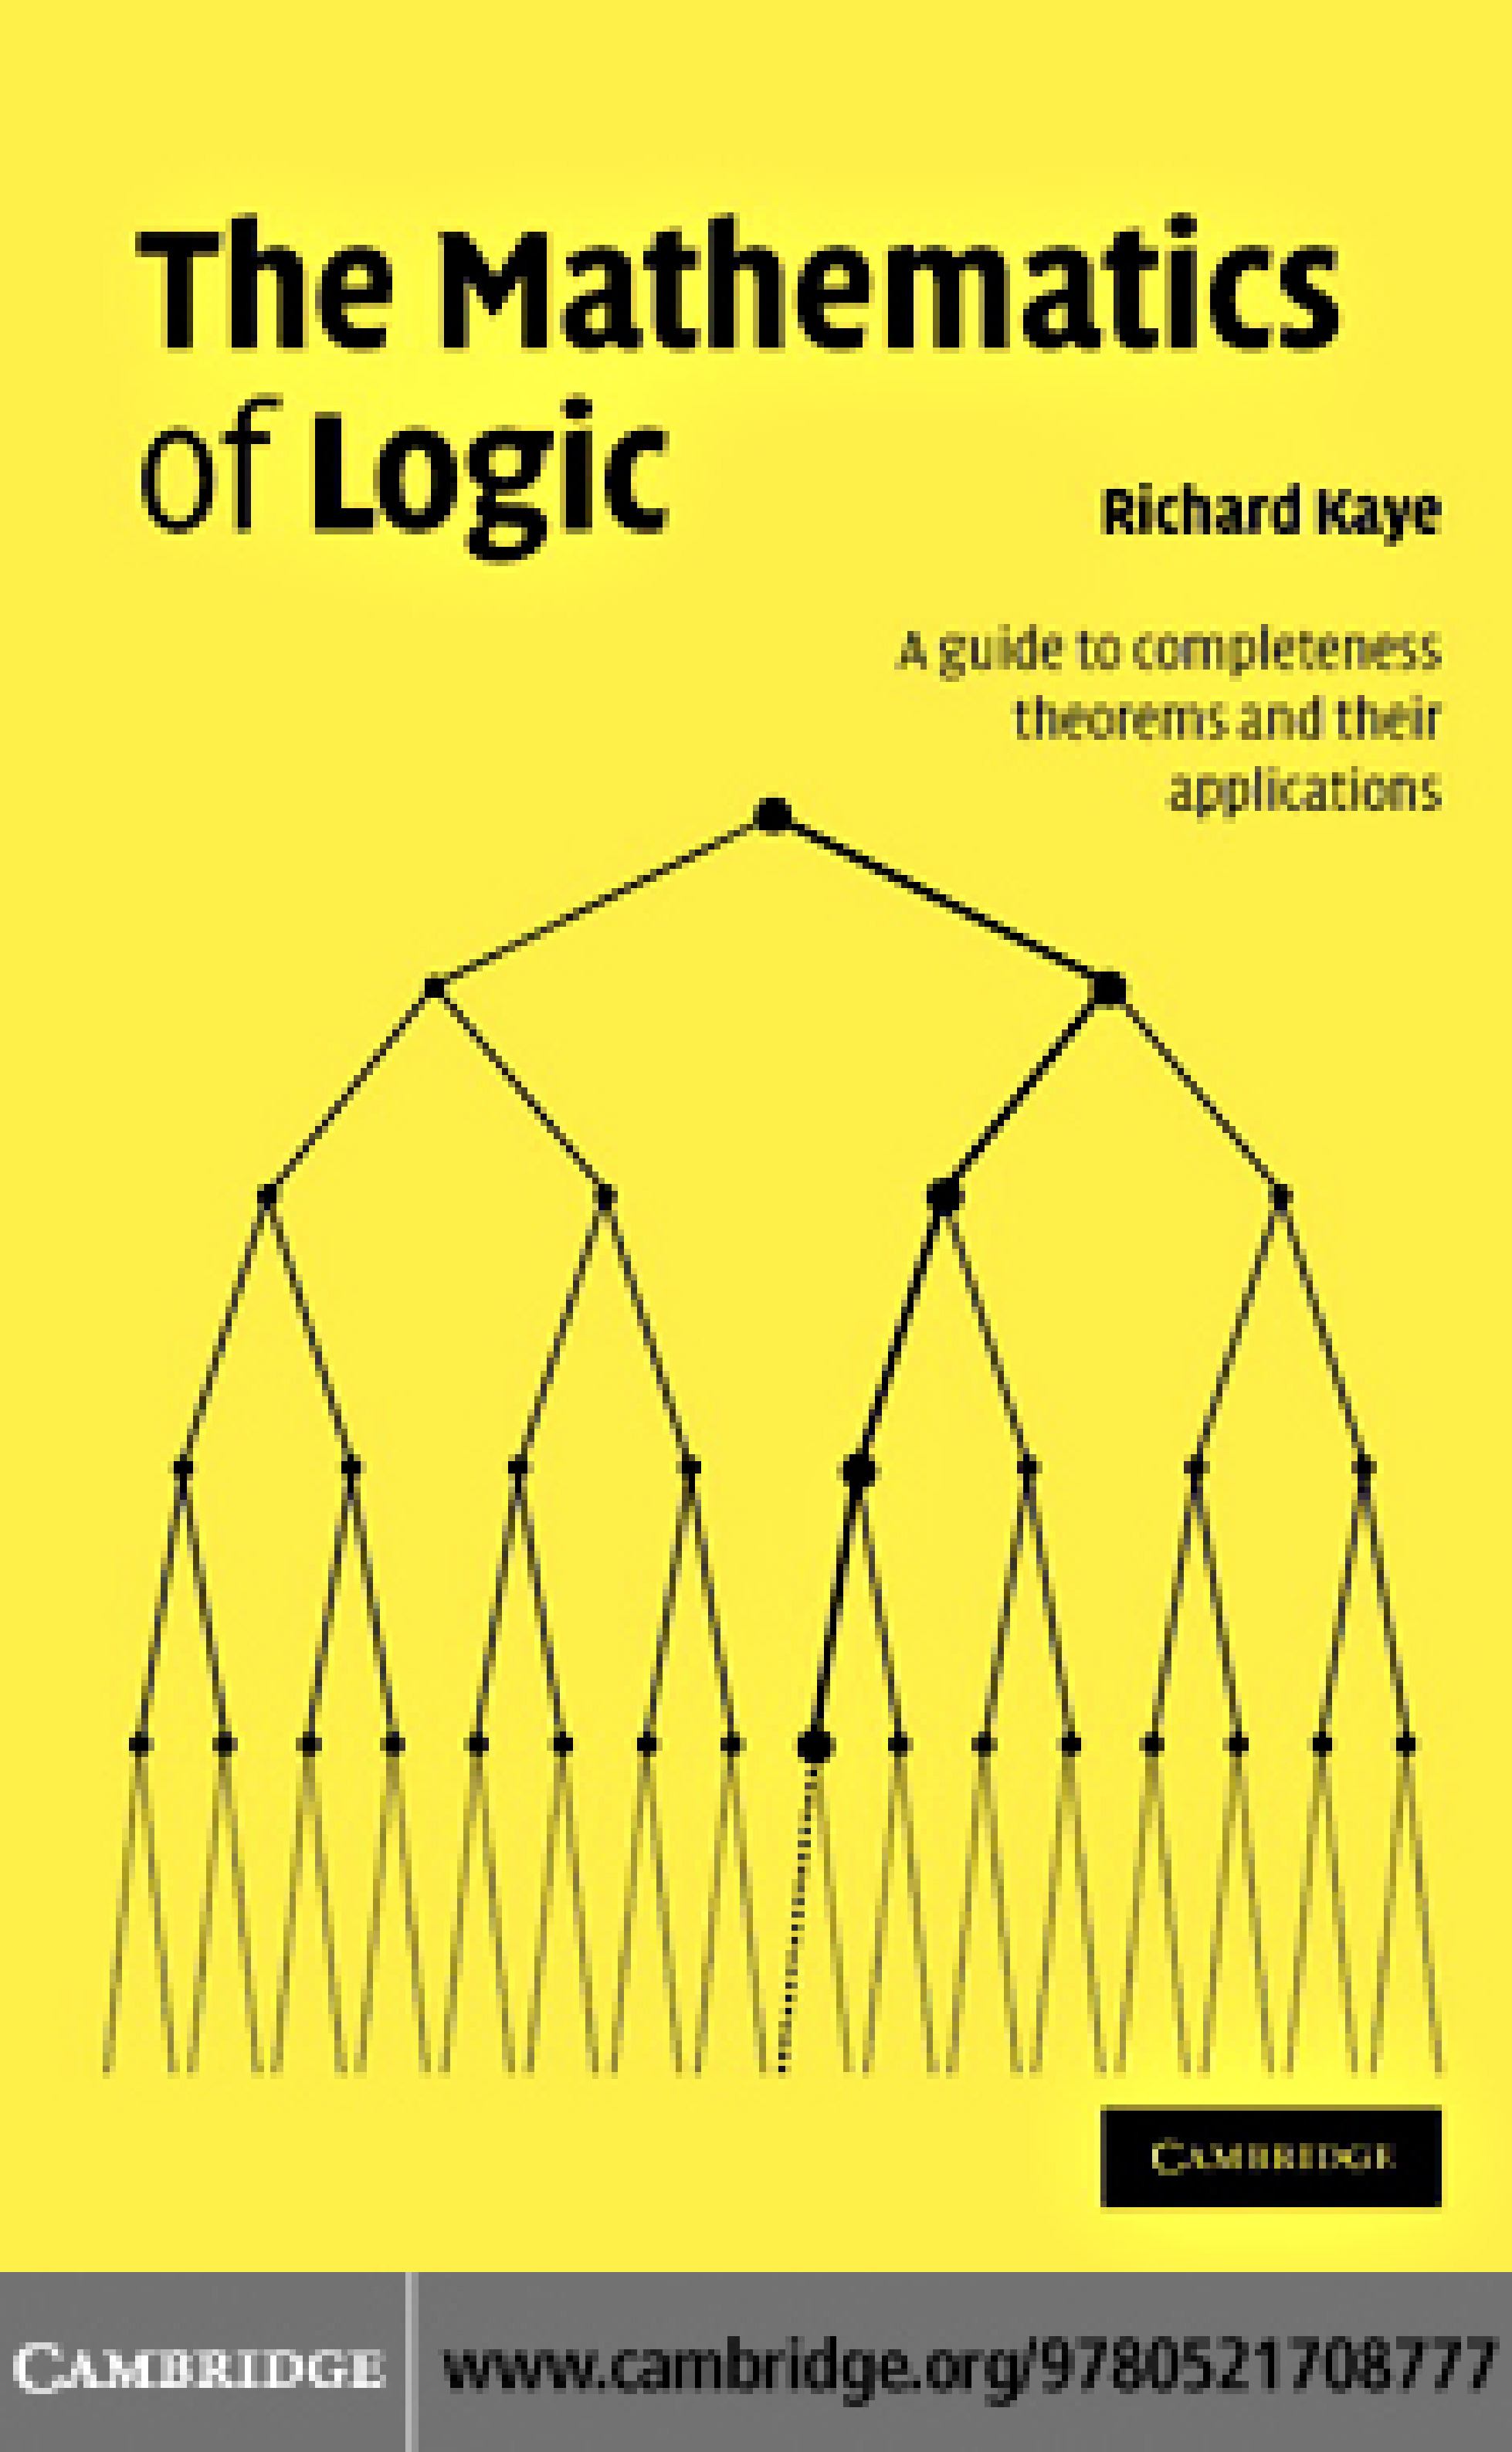 The Mathematics
of Logic
Richard Kaye
A guide to completeness
theorems and their
applications
CAMBRIDGE
CAMBRIDGE
www.cambridge.org/9780521708777